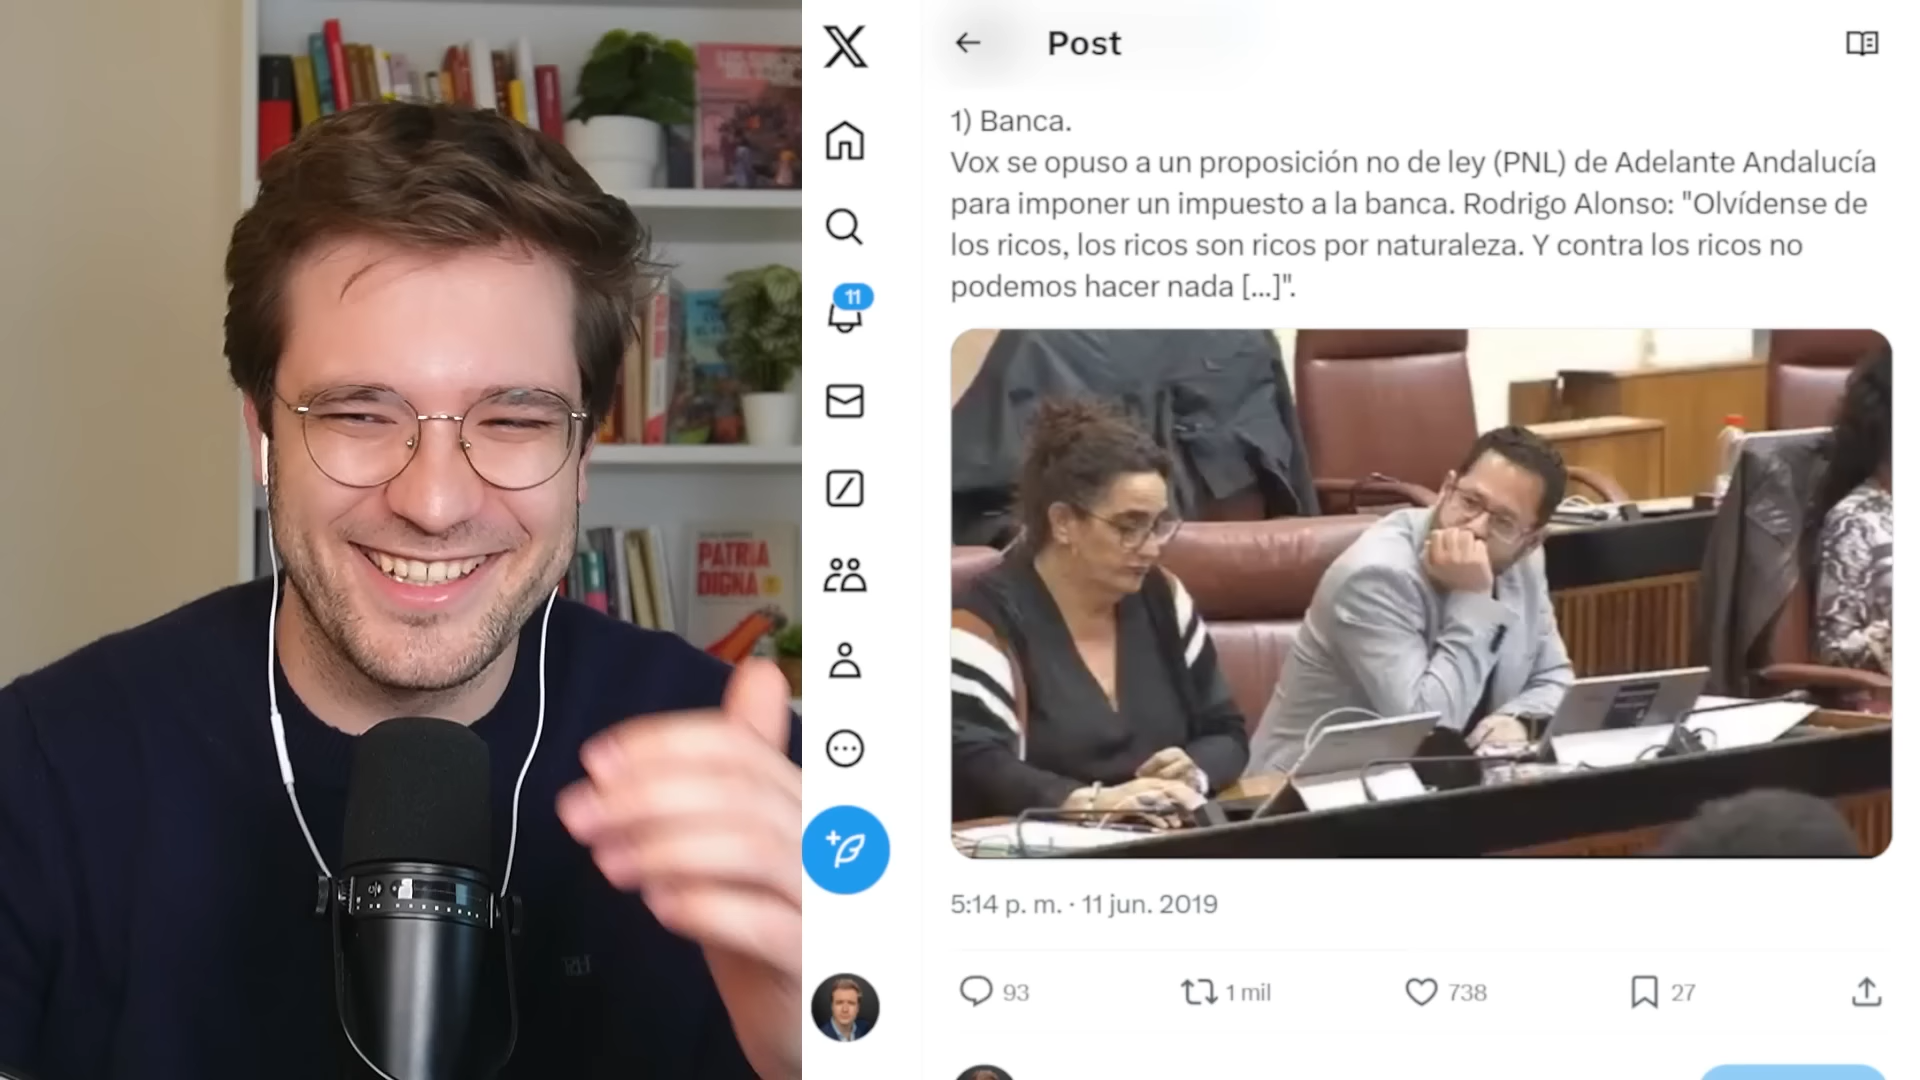 PATRIA
DIGNA
11
Post
1) Banca.
Vox se opuso a un proposición no de ley (PNL) de Adelante Andalucía
para imponer un impuesto a la banca. Rodrigo Alonso: "Olvídense de
los ricos, los ricos son ricos por naturaleza. Y contra los ricos no
podemos hacer nada [...]".
5:14 p. m. · 11 jun. 2019
93
1 mil
738
27